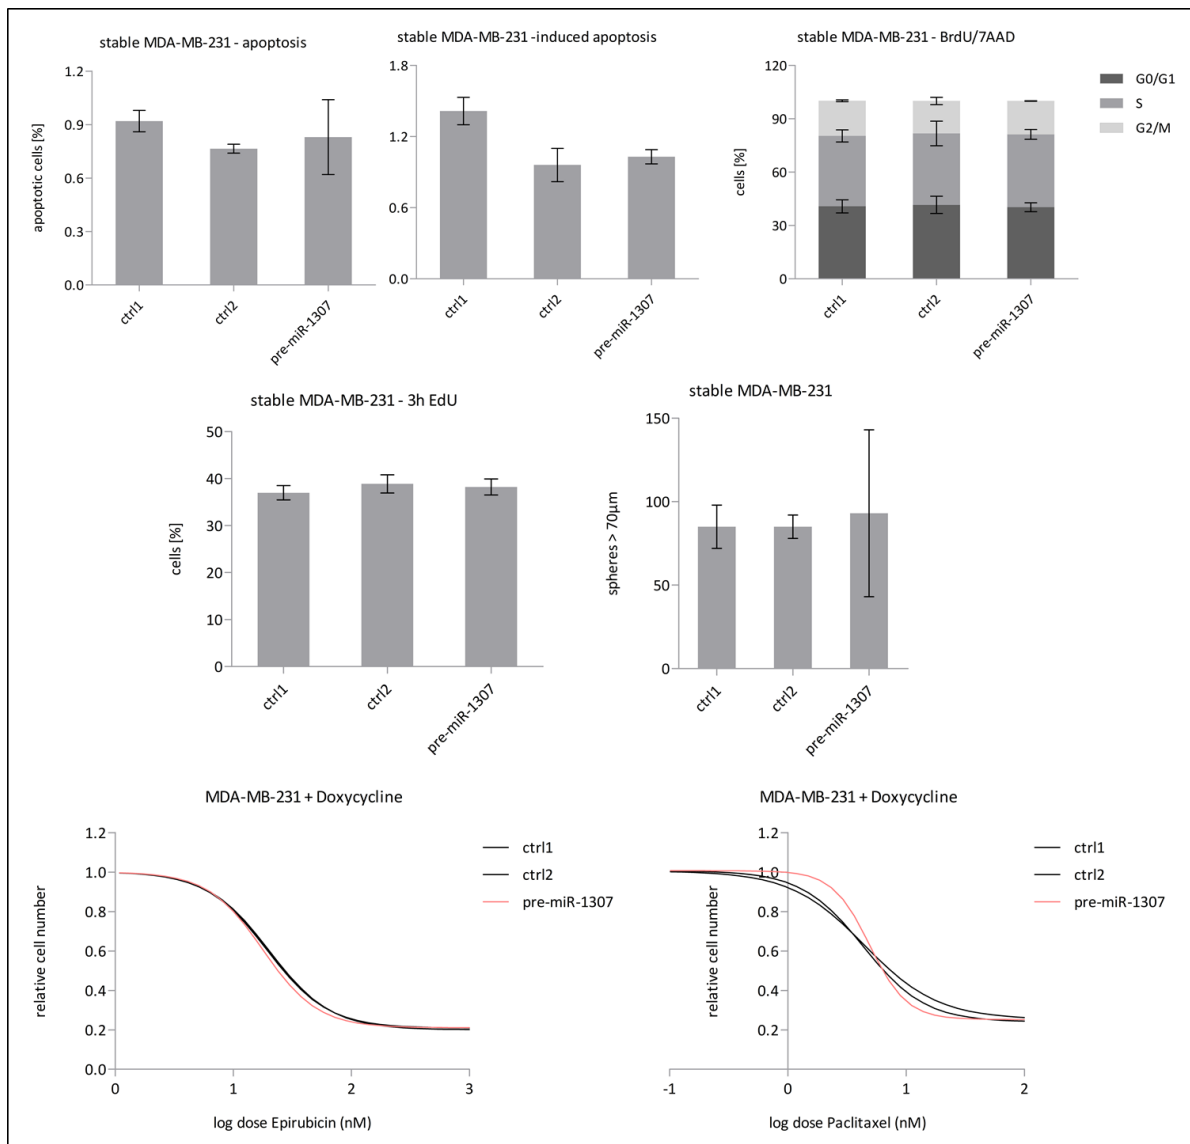 stable MDA-MB-231 - apoptosis
apoptotic cells [%]
1.2
0.9
0.6
0.3
0.0
ctrl1
ctrl2
pre-miR-1307
stable MDA-MB-231 -induced apoptosis
1.8
1.2
0.6
0.0
ctrl1
ctrl2
pre-miR-1307
stable MDA-MB-231 - BrdU/7AAD
cells [%]
120
90
60
30
0
ctrl1
ctrl2
pre-miR-1307
G0/G1
S
G2/M
stable MDA-MB-231 - 3h EdU
cells [%]
50
40
30
20
10
0
ctrl1
ctrl2
pre-miR-1307
stable MDA-MB-231
spheres > 70µm
150
100
50
0
ctrl1
ctrl2
pre-miR-1307
MDA-MB-231 + Doxycycline
relative cell number
1.2
1.0
0.8
0.6
0.4
0.2
0.0
0
1
2
3
log dose Epirubicin (nM)
ctrl1
ctrl2
pre-miR-1307
MDA-MB-231 + Doxycycline
relative cell number
1.2
1.0
0.8
0.6
0.4
0.2
-1
0
1
2
log dose Paclitaxel (nM)
ctrl1
ctrl2
pre-miR-1307